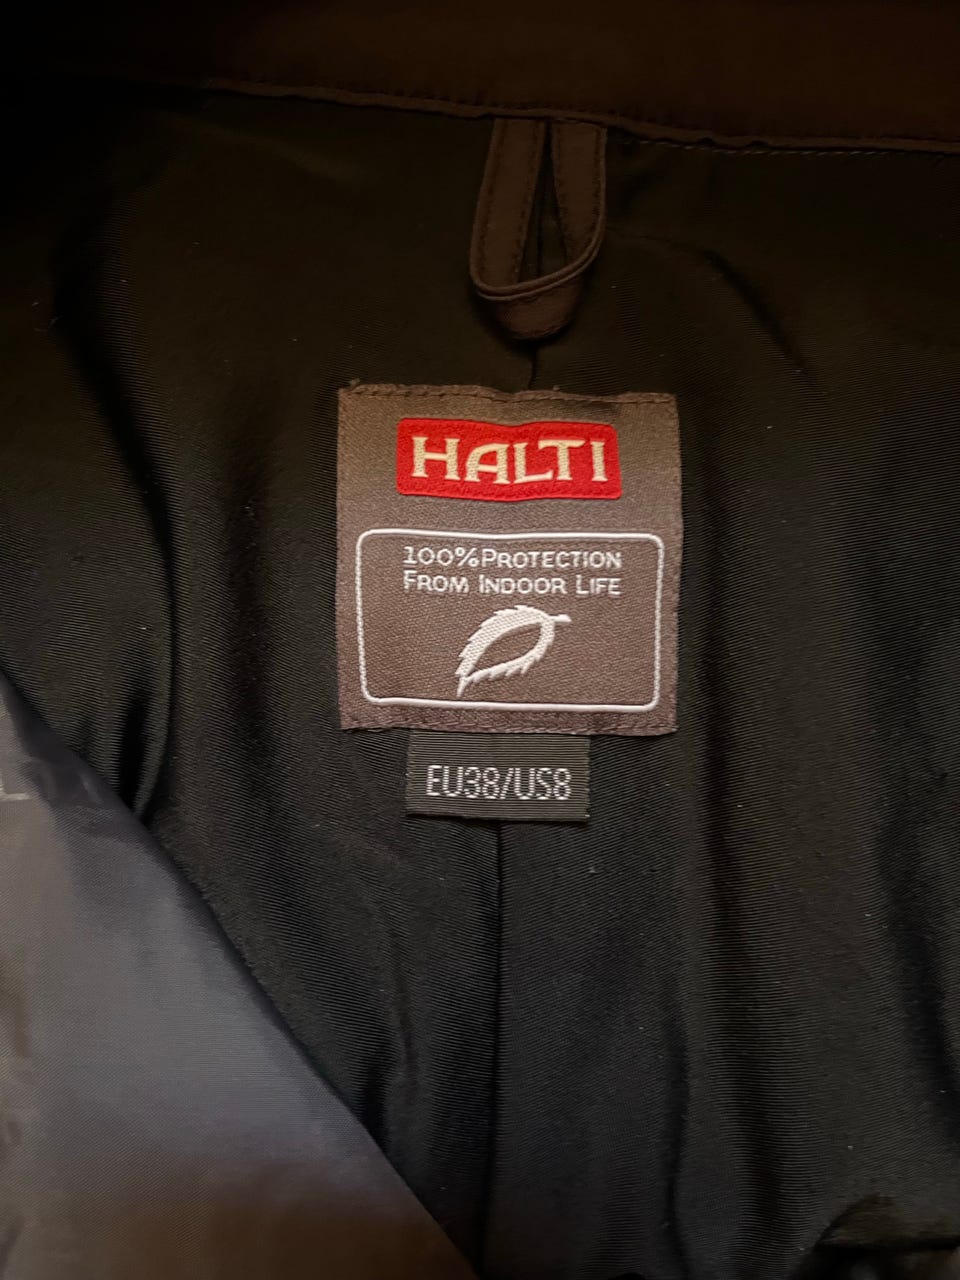 HALTI
100% PROTECTION
FROM INDOOR LIFE
EU38/US8